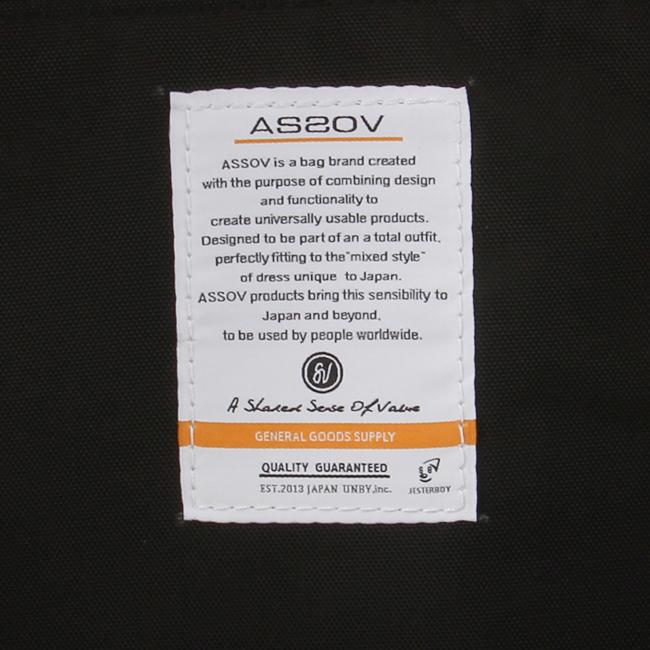 ASSOV
ASSOV is a bag brand created
with the purpose of combining design
and functionality to
create universally usable products.
Designed to be part of an a total outfit,
perfectly fitting to the "mixed style"
of dress unique to Japan.
ASSOV products bring this sensibility to
Japan and beyond,
to be used by people worldwide.
SV
A Shared Sense Of Value
GENERAL GOODS SUPPLY
QUALITY GUARANTEED
EST.2013 JAPAN UNBY,inc.
JESTERBOY